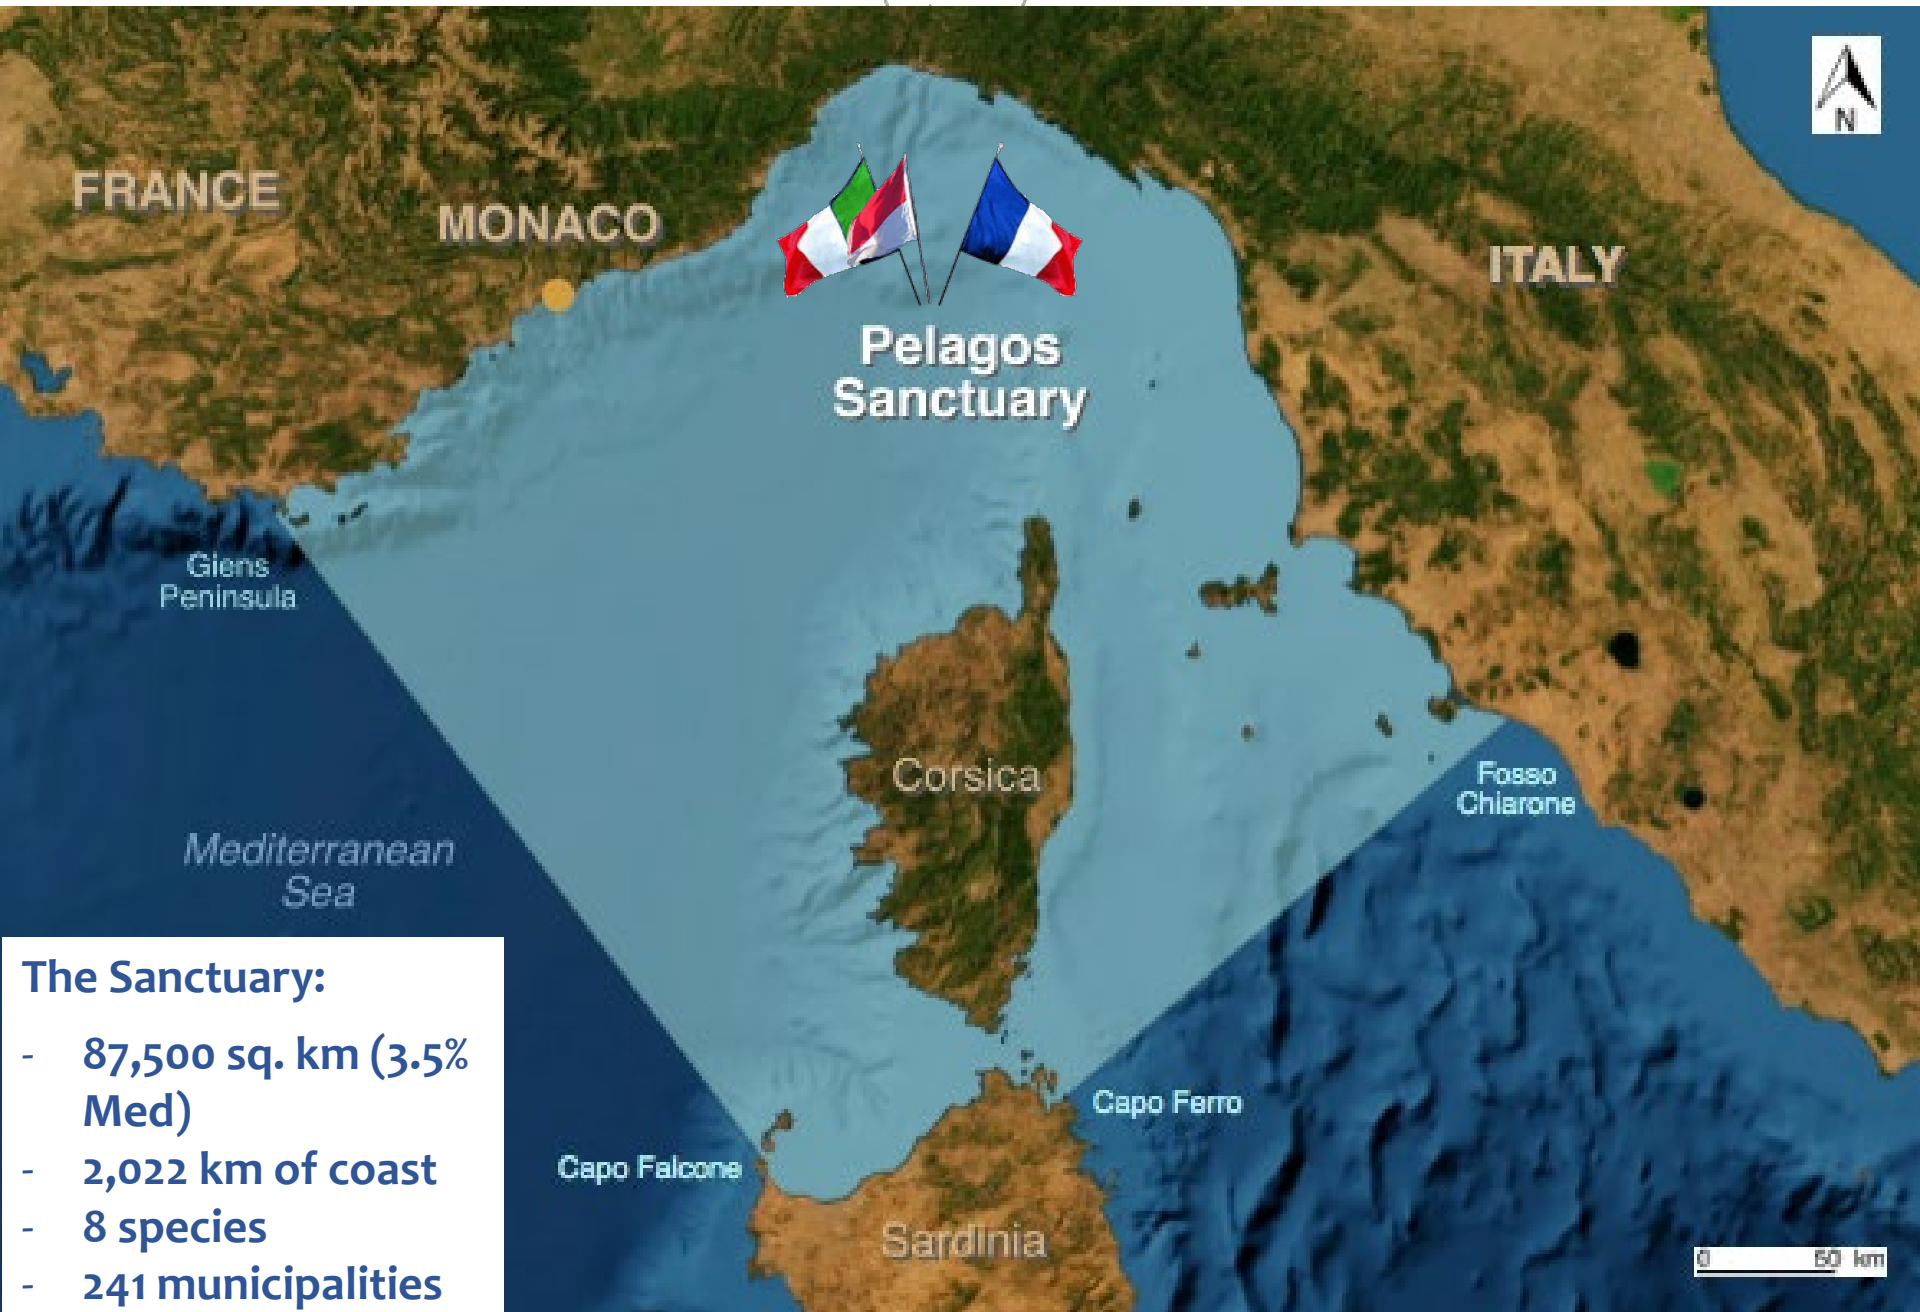 N
FRANCE
MONACO
ITALY
Pelagos
Sanctuary
Giens
Peninsula
Corsica
Fosso
Chiarone
Mediterranean
Sea
Capo Ferro
Capo Falcone
Sardinia
0 50 km
The Sanctuary:
- 87,500 sq. km (3.5%
Med)
- 2,022 km of coast
- 8 species
- 241 municipalities